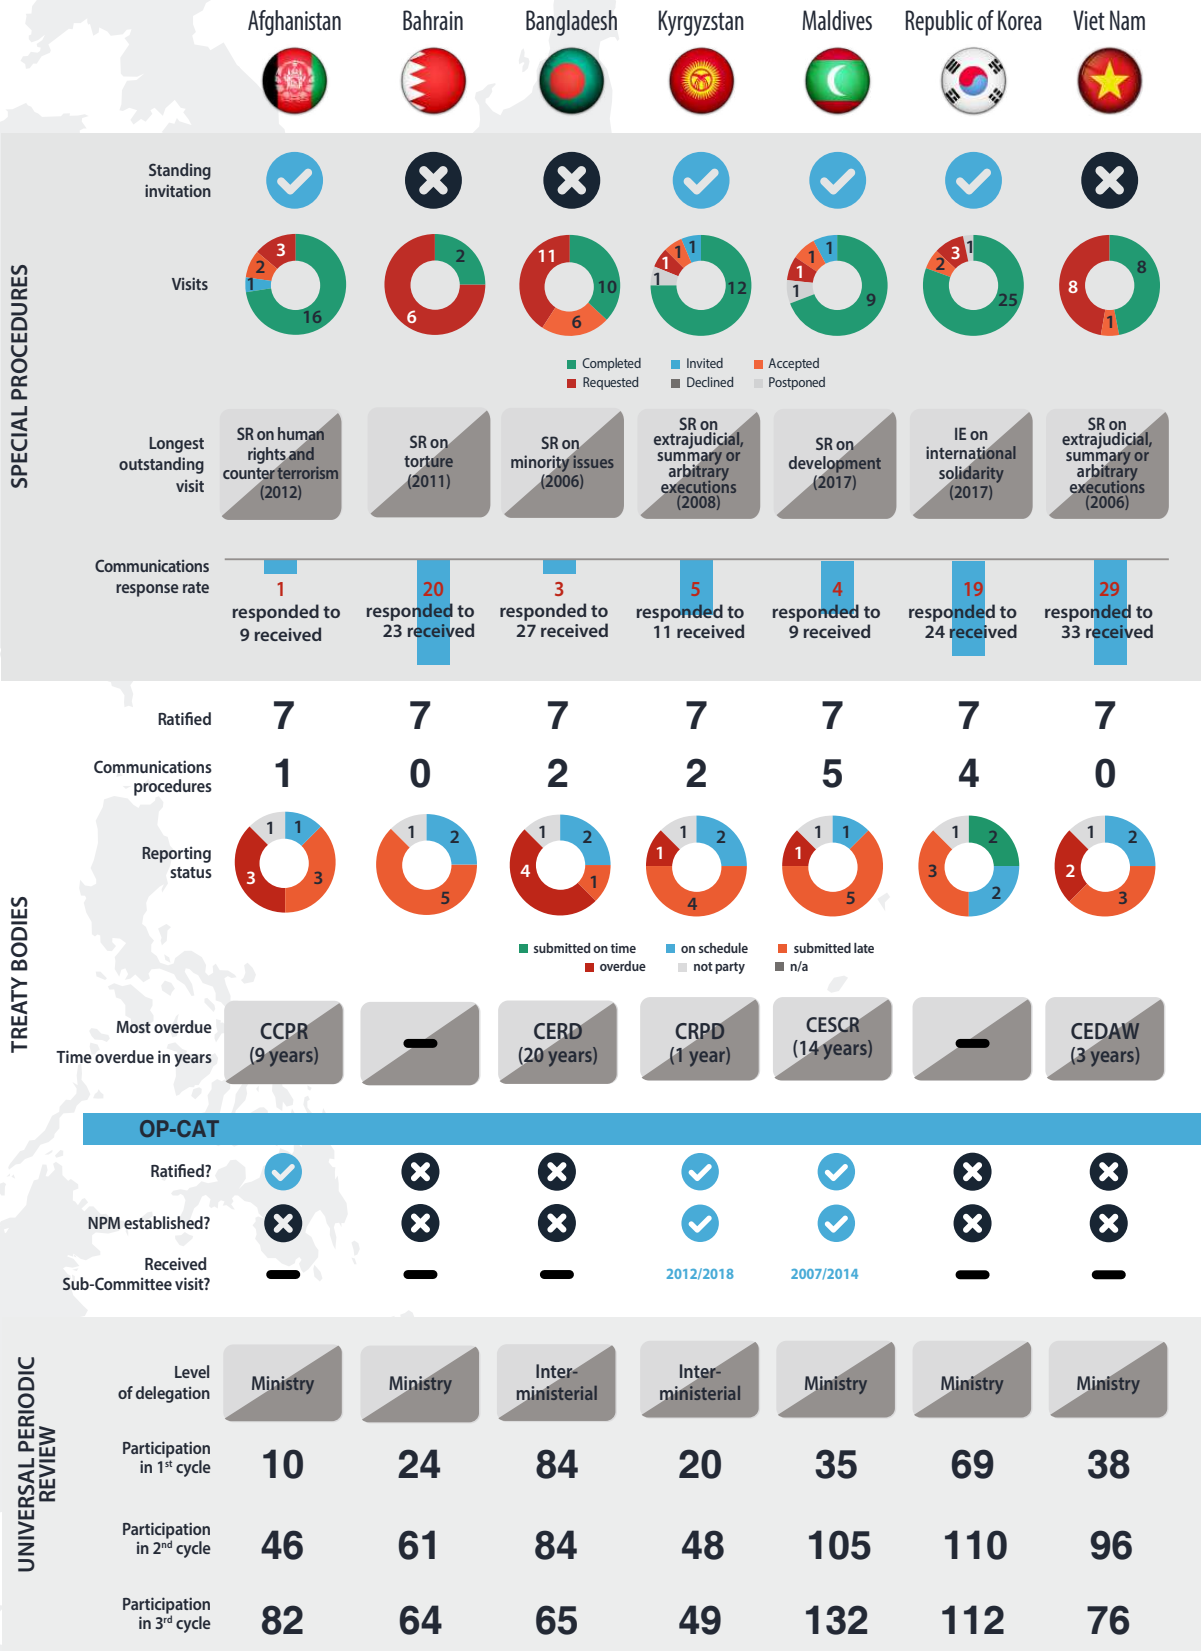 Afghanistan
Bahrain
Bangladesh
Kyrgyzstan
Maldives
Republic of Korea
Viet Nam
SPECIAL PROCEDURES
Standing
invitation
Visits
3
2
1
16
2
6
11
10
6
1
1
1
1
12
1
1
1
1
9
1
3
2
25
8
8
1
Completed
Invited
Accepted
Requested
Declined
Postponed
Longest
outstanding
visit
SR on human
rights and
counter terrorism
(2012)
SR on
torture
(2011)
SR on
minority issues
(2006)
SR on
extrajudicial,
summary or
arbitrary
executions
(2008)
SR on
development
(2017)
IE on
international
solidarity
(2017)
SR on
extrajudicial,
summary or
arbitrary
executions
(2006)
Communications
response rate
1
responded to
9 received
20
responded to
23 received
3
responded to
27 received
5
responded to
11 received
4
responded to
9 received
19
responded to
24 received
29
responded to
33 received
TREATY BODIES
Ratified
7 7 7 7 7 7 7
Communications
procedures
1 0 2 2 5 4 0
Reporting
status
1
1
3
3
1
2
5
1
2
4
1
1
2
1
4
1
1
1
5
1
2
3
2
1
2
2
3
submitted on time
on schedule
submitted late
overdue
not party
n/a
Most overdue
Time overdue in years
CCPR
(9 years)
CERD
(20 years)
CRPD
(1 year)
CESCR
(14 years)
CEDAW
(3 years)
OP-CAT
Ratified?
NPM established?
Received
Sub-Committee visit?
2012/2018
2007/2014
UNIVERSAL PERIODIC
REVIEW
Level
of delegation
Ministry
Ministry
Inter-
ministerial
Inter-
ministerial
Ministry
Ministry
Ministry
Participation
in 1st cycle
10 24 84 20 35 69 38
Participation
in 2nd cycle
46 61 84 48 105 110 96
Participation
in 3rd cycle
82 64 65 49 132 112 76